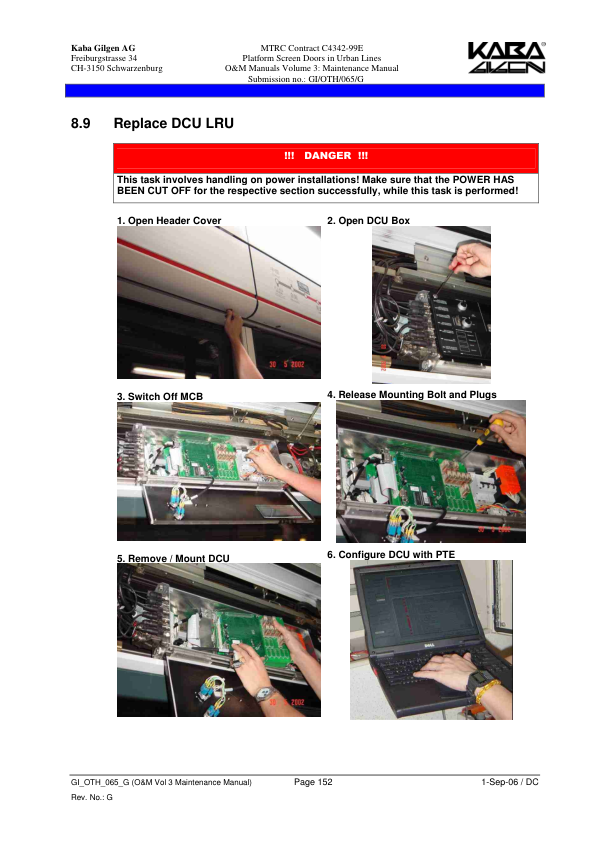 Kaba Gilgen AG
Freiburgstrasse 34
CH-3150 Schwarzenburg
MTRC Contract C4342-99E
Platform Screen Doors in Urban Lines
O&M Manuals Volume 3: Maintenance Manual
Submission no.: GI/OTH/065/G
KABA
GILGEN
8.9 Replace DCU LRU
!!! DANGER !!!
This task involves handling on power installations! Make sure that the POWER HAS
BEEN CUT OFF for the respective section successfully, while this task is performed!
1. Open Header Cover
2. Open DCU Box
30 5 2002
3. Switch Off MCB
4. Release Mounting Bolt and Plugs
5. Remove / Mount DCU
6. Configure DCU with PTE
DELL
GI_OTH_065_G (O&M Vol 3 Maintenance Manual) Page 152 1-Sep-06 / DC
Rev. No.: G